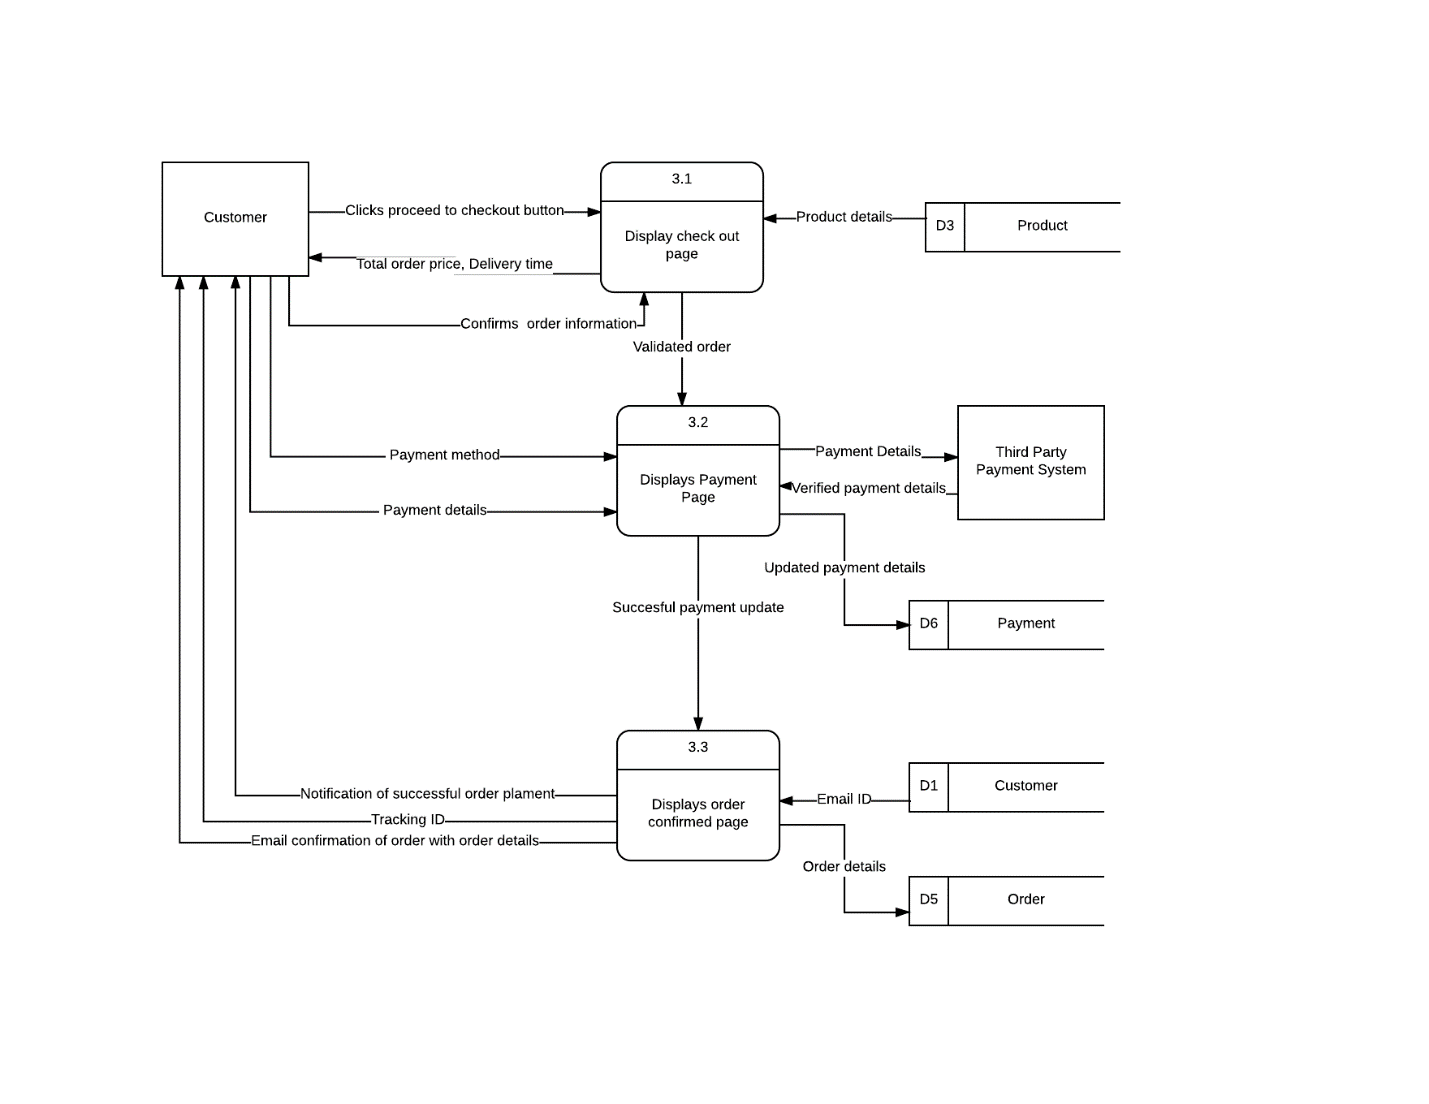 3.1
Customer
Clicks proceed to checkout button
Product details
D3
Product
Display check out
page
Total order price, Delivery time
Confirms  order information
Validated order
3.2
Payment method
Payment Details
Third Party
Payment System
Displays Payment
Page
Verified payment details
Payment details
Updated payment details
Succesful payment update
D6
Payment
3.3
Notification of successful order plament
Email ID
D1
Customer
Displays order
confirmed page
Tracking ID
Email confirmation of order with order details
Order details
D5
Order